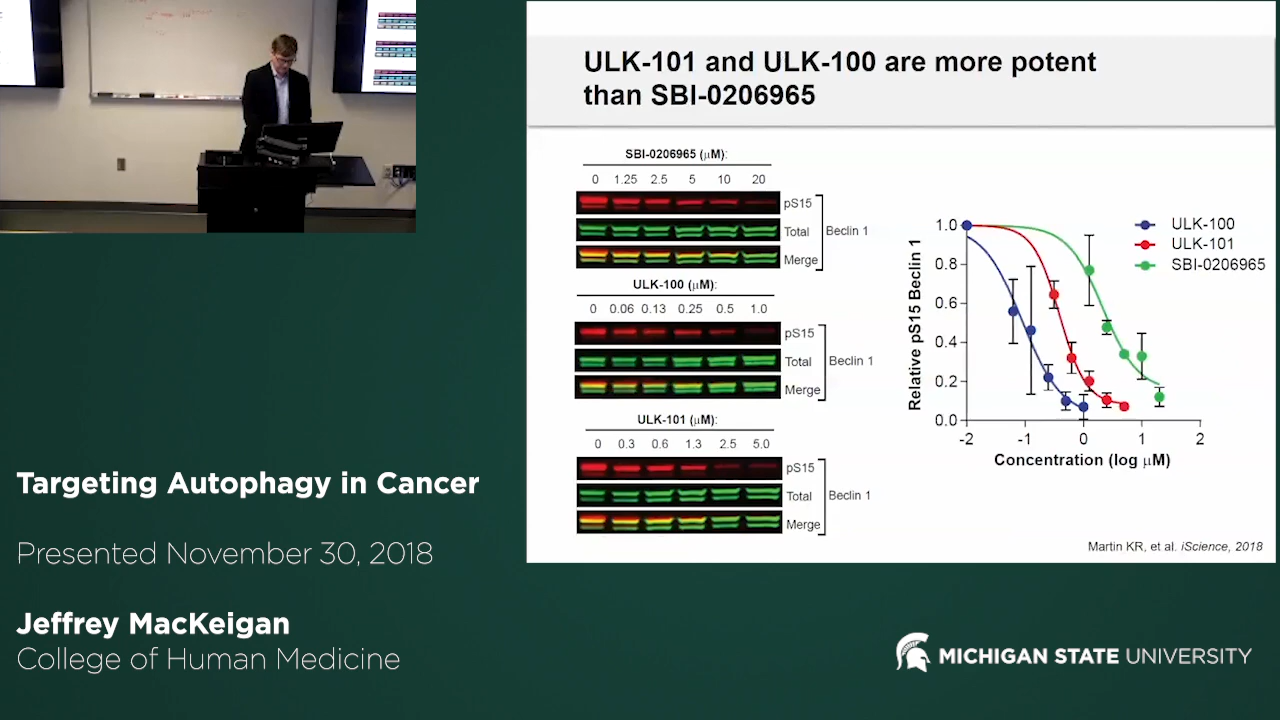 ULK-101 and ULK-100 are more potent
than SBI-0206965
SBI-0206965 (µM):
0 1.25 2.5 5 10 20
pS15
Total
Merge
Beclin 1
ULK-100 (µM):
0 0.06 0.13 0.25 0.5 1.0
pS15
Total
Merge
Beclin 1
ULK-101 (µM):
0 0.3 0.6 1.3 2.5 5.0
pS15
Total
Merge
Beclin 1
Relative pS15 Beclin 1
1.0
0.8
0.6
0.4
0.2
0.0
-2 -1 0 1 2
Concentration (log µM)
ULK-100
ULK-101
SBI-0206965
Martin KR, et al. iScience, 2018
Targeting Autophagy in Cancer
Presented November 30, 2018
Jeffrey MacKeigan
College of Human Medicine
MICHIGAN STATE UNIVERSITY